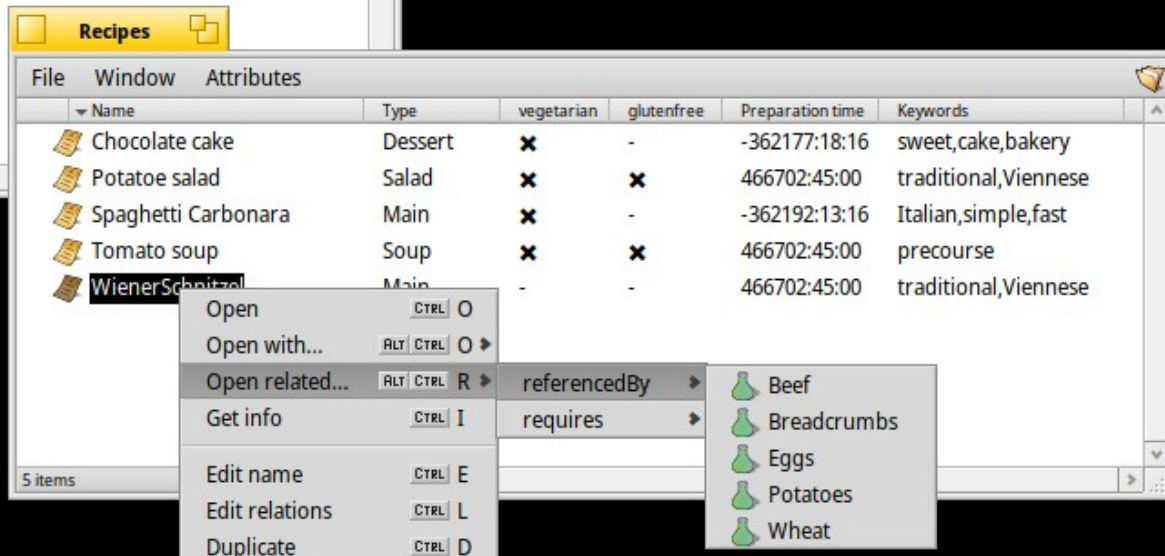 Recipes
File Window Attributes
Name Type vegetarian glutenfree Preparation time Keywords
Chocolate cake Dessert ✖ - -362177:18:16 sweet,cake,bakery
Potatoe salad Salad ✖ ✖ 466702:45:00 traditional,Viennese
Spaghetti Carbonara Main ✖ - -362192:13:16 Italian,simple,fast
Tomato soup Soup ✖ ✖ 466702:45:00 precourse
WienerSchnitzel Main - - 466702:45:00 traditional,Viennese
Open CTRL O
Open with... ALT CTRL O
Open related... ALT CTRL R referencedBy Beef
Get info CTRL I requires Breadcrumbs
Eggs
5 items Edit name CTRL E Potatoes
Edit relations CTRL L Wheat
Duplicate CTRL D